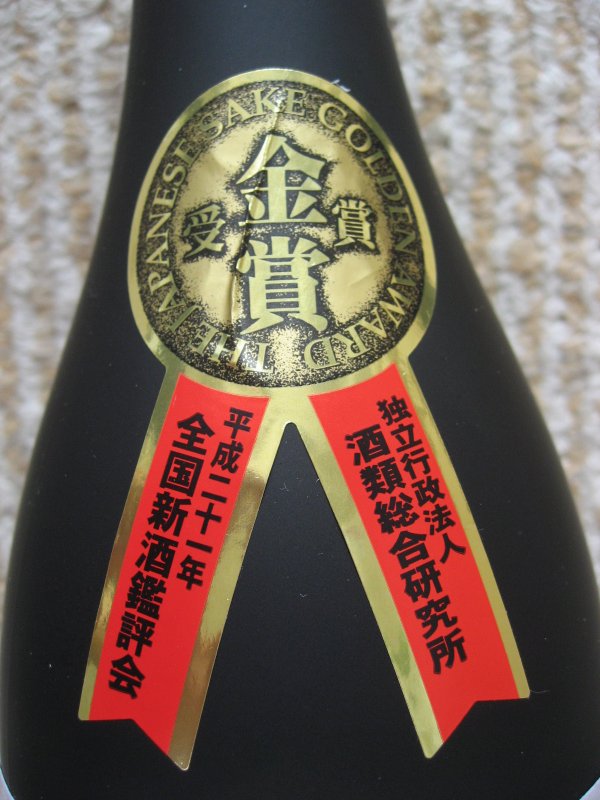 THE JAPANESE SAKE GOLDEN AWARD
金賞
受賞
独立行政法人
酒類総合研究所
平成二十一年
全国新酒鑑評会